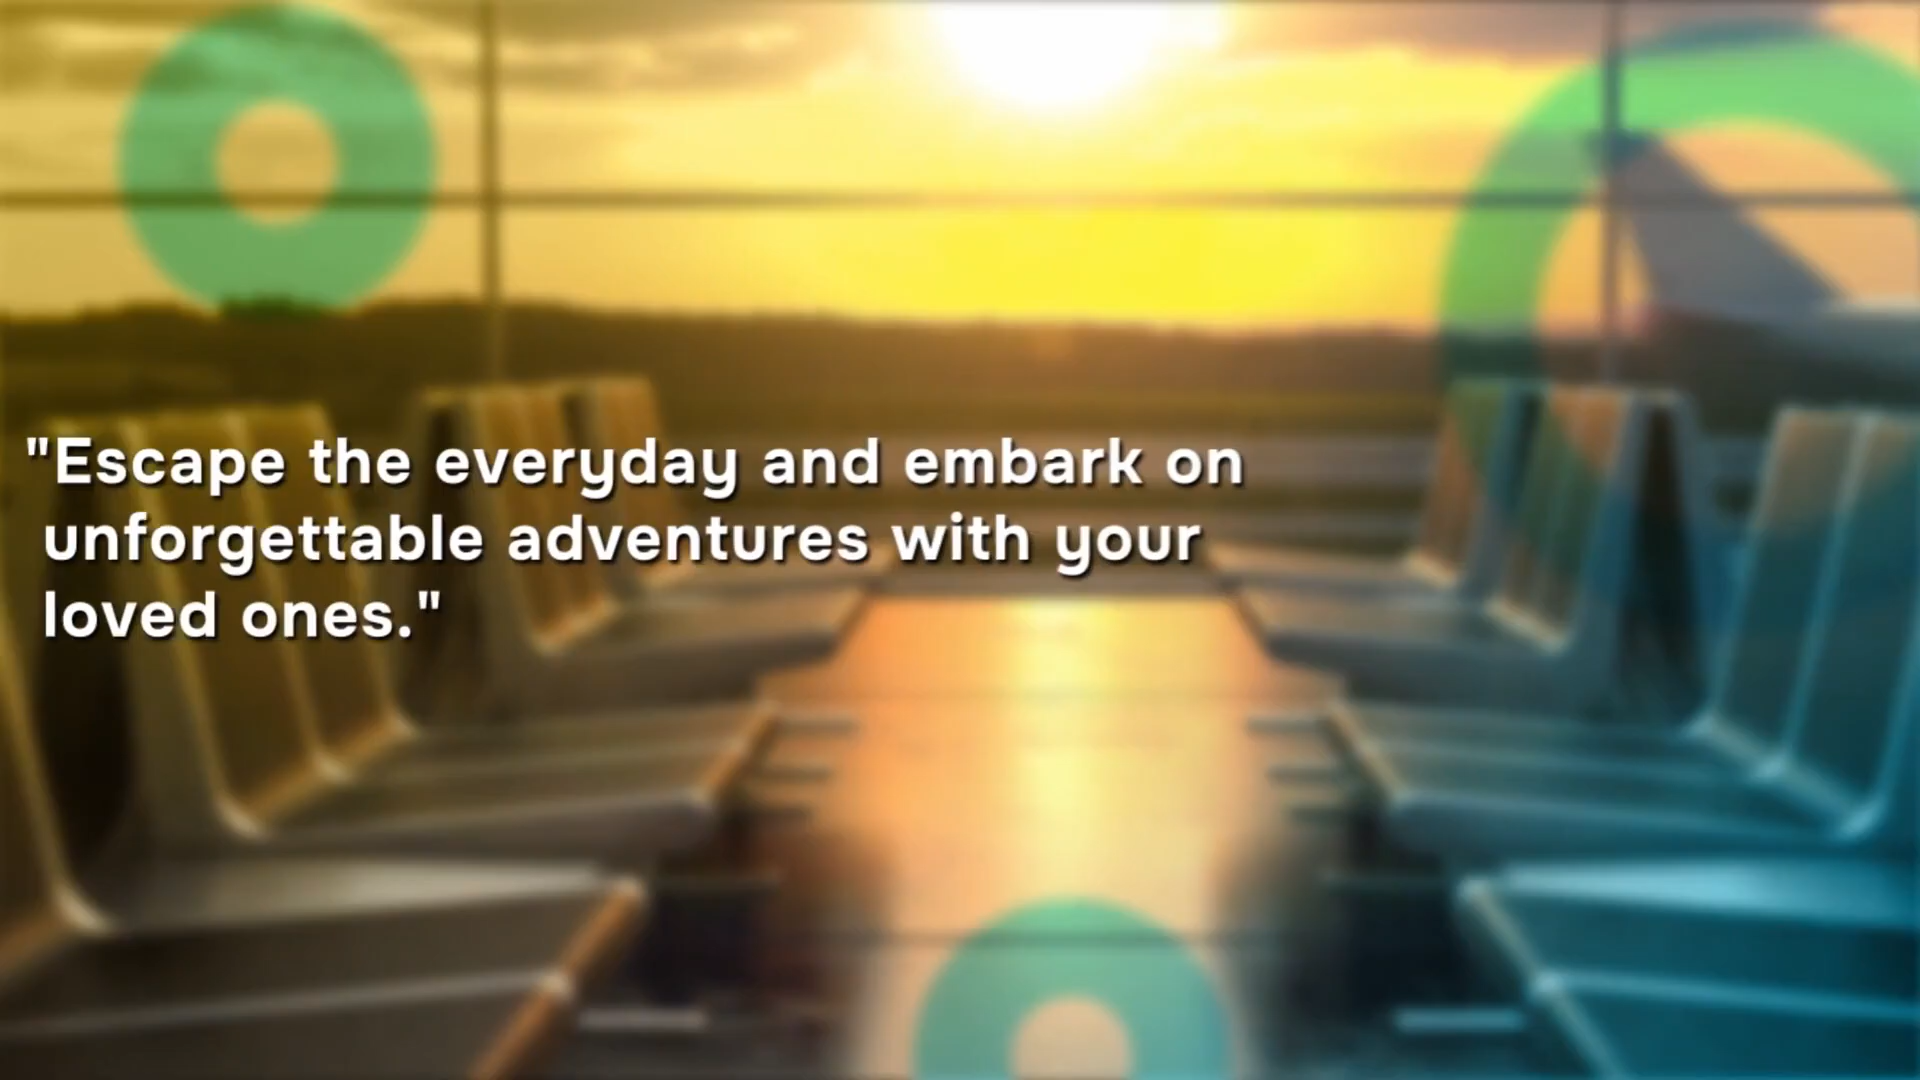 "Escape the everyday and embark on
unforgettable adventures with your
loved ones."